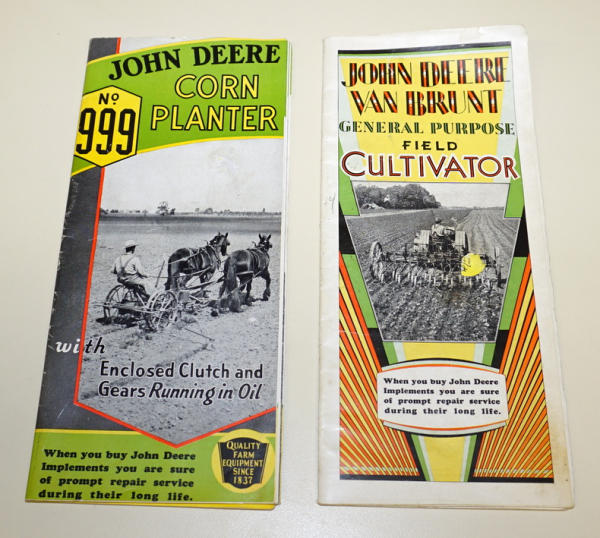 JOHN DEERE
CORN
PLANTER
No
999
with
Enclosed Clutch and
Gears Running in Oil
When you buy John Deere
Implements you are sure
of prompt repair service
during their long life.
QUALITY
FARM
EQUIPMENT
SINCE
1837
JOHN DEERE
VAN BRUNT
GENERAL PURPOSE
FIELD
CULTIVATOR
When you buy John Deere
Implements you are sure
of prompt repair service
during their long life.